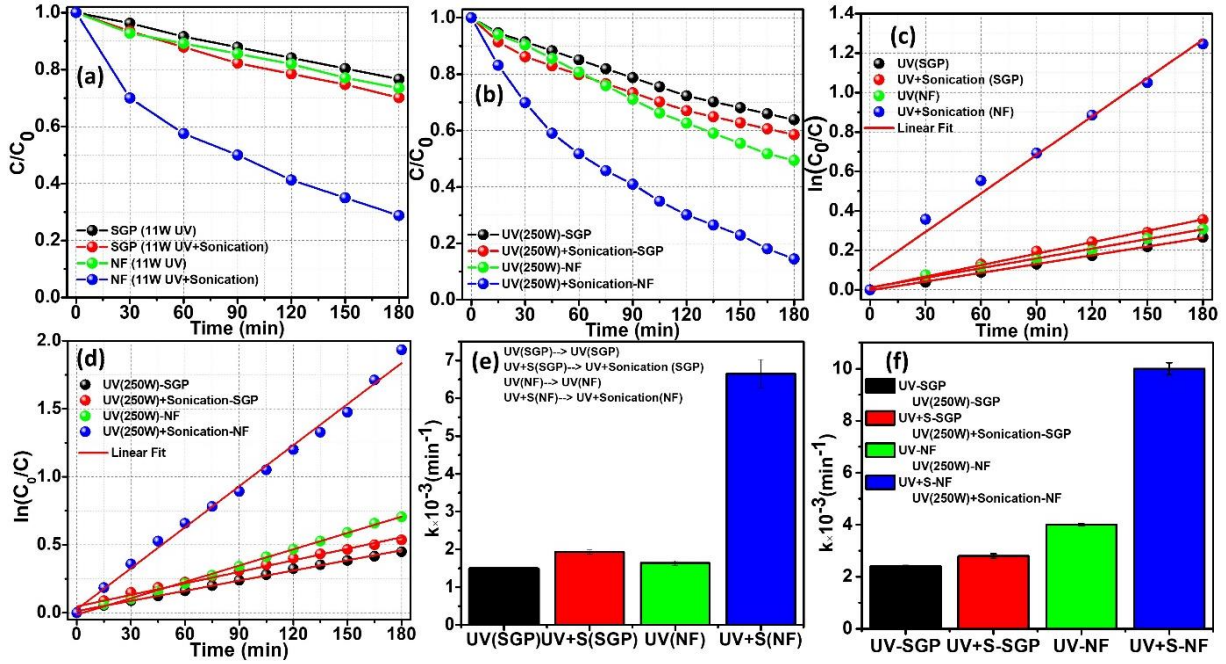 (a)
C/C0
1.0
0.8
0.6
0.4
0.2
0.0
SGP (11W UV)
SGP (11W UV+Sonication)
NF (11W UV)
NF (11W UV+Sonication)
0 30 60 90 120 150 180
Time (min)
(b)
C/C0
1.0
0.8
0.6
0.4
0.2
0.0
UV(250W)-SGP
UV(250W)+Sonication-SGP
UV(250W)-NF
UV(250W)+Sonication-NF
0 30 60 90 120 150 180
Time (min)
(c)
ln(C0/C)
1.4
1.2
1.0
0.8
0.6
0.4
0.2
0.0
UV(SGP)
UV+Sonication (SGP)
UV(NF)
UV+Sonication (NF)
Linear Fit
0 30 60 90 120 150 180
Time (min)
(d)
ln(C0/C)
2.0
1.5
1.0
0.5
0.0
UV(250W)-SGP
UV(250W)+Sonication-SGP
UV(250W)-NF
UV(250W)+Sonication-NF
Linear Fit
0 30 60 90 120 150 180
Time (min)
(e)
k×10-3(min-1)
7
6
5
4
3
2
1
0
UV(SGP)--> UV(SGP)
UV+S(SGP)--> UV+Sonication (SGP)
UV(NF)--> UV(NF)
UV+S(NF)--> UV+Sonication(NF)
UV(SGP) UV+S(SGP) UV(NF) UV+S(NF)
(f)
k×10-3(min-1)
10
8
6
4
2
0
UV-SGP
UV(250W)-SGP
UV+S-SGP
UV(250W)+Sonication-SGP
UV-NF
UV(250W)-NF
UV+S-NF
UV(250W)+Sonication-NF
UV-SGP UV+S-SGP UV-NF UV+S-NF